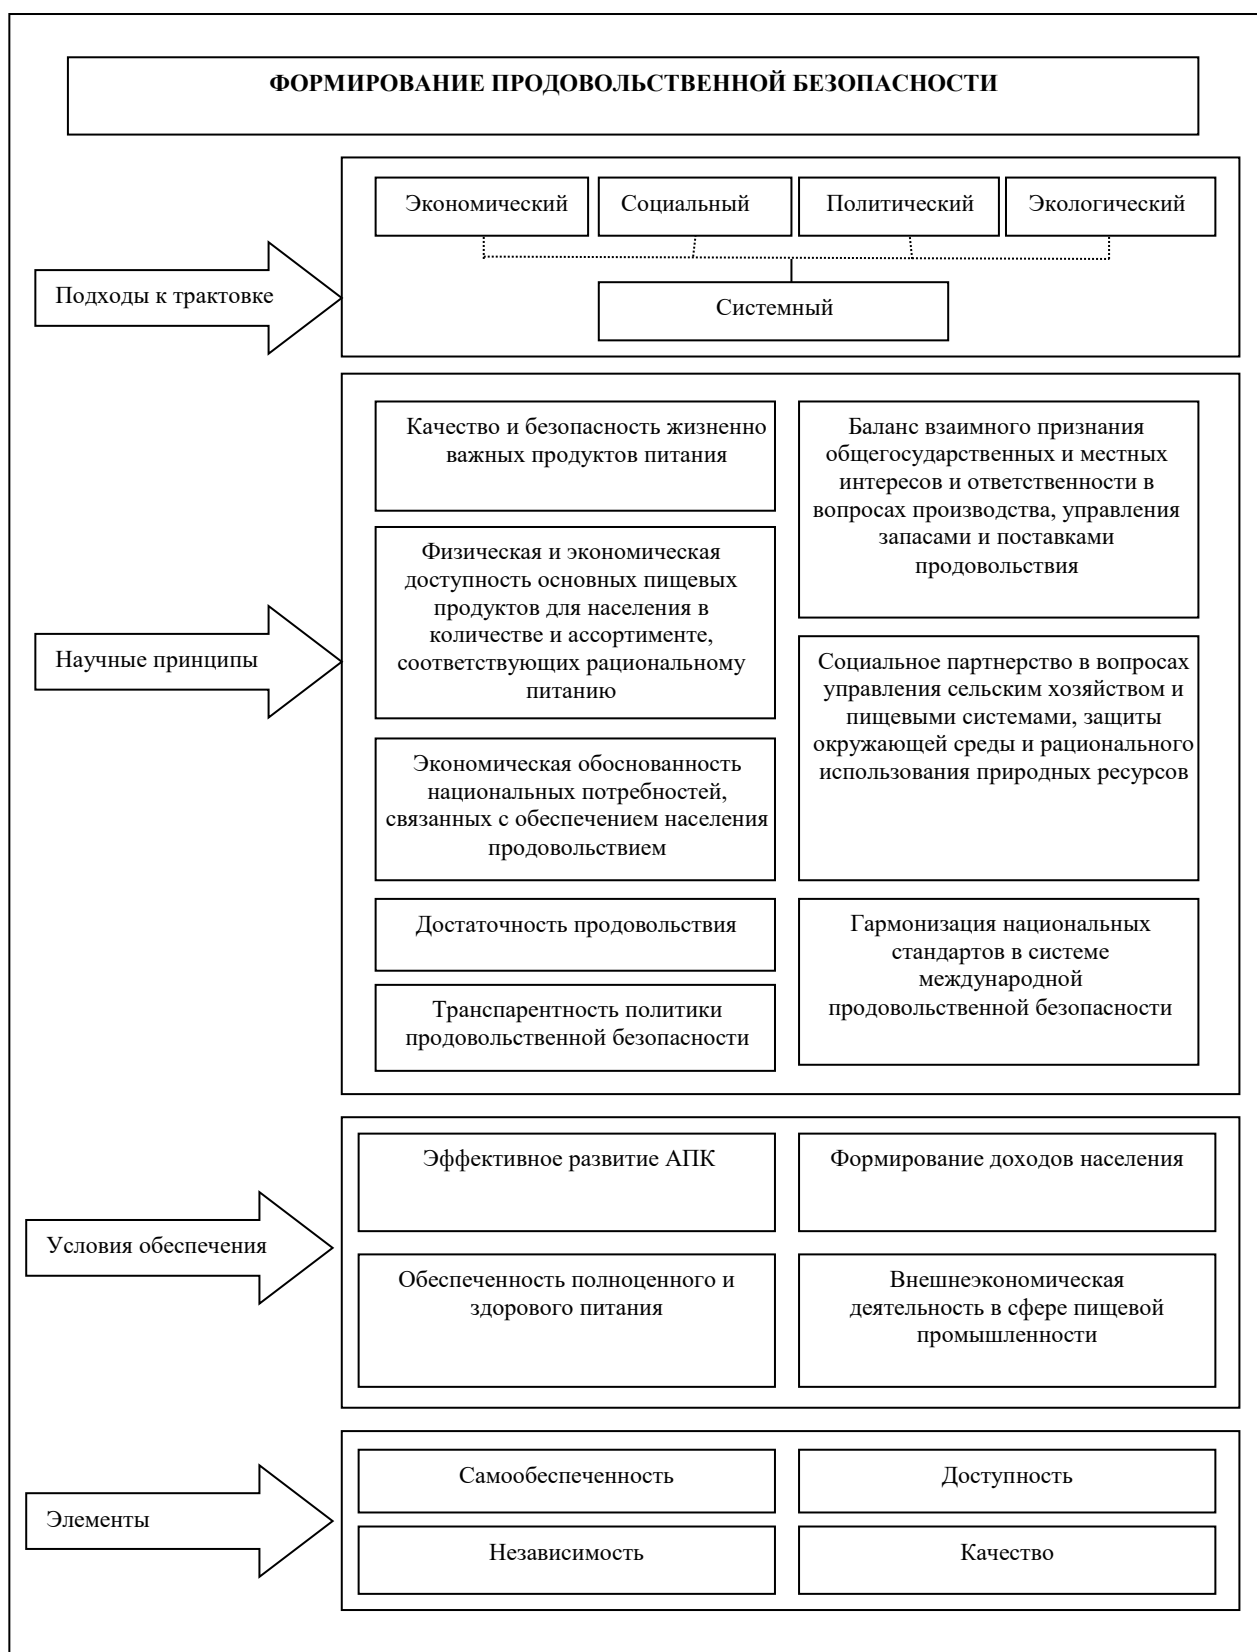 ФОРМИРОВАНИЕ ПРОДОВОЛЬСТВЕННОЙ БЕЗОПАСНОСТИ
Подходы к трактовке
Экономический
Социальный
Политический
Экологический
Системный
Научные принципы
Качество и безопасность жизненно
важных продуктов питания
Физическая и экономическая
доступность основных пищевых
продуктов для населения в
количестве и ассортименте,
соответствующих рациональному
питанию
Экономическая обоснованность
национальных потребностей,
связанных с обеспечением населения
продовольствием
Достаточность продовольствия
Транспарентность политики
продовольственной безопасности
Баланс взаимного признания
общегосударственных и местных
интересов и ответственности в
вопросах производства, управления
запасами и поставками
продовольствия
Социальное партнерство в вопросах
управления сельским хозяйством и
пищевыми системами, защиты
окружающей среды и рационального
использования природных ресурсов
Гармонизация национальных
стандартов в системе
международной
продовольственной безопасности
Условия обеспечения
Эффективное развитие АПК
Формирование доходов населения
Обеспеченность полноценного и
здорового питания
Внешнеэкономическая
деятельность в сфере пищевой
промышленности
Элементы
Самообеспеченность
Доступность
Независимость
Качество